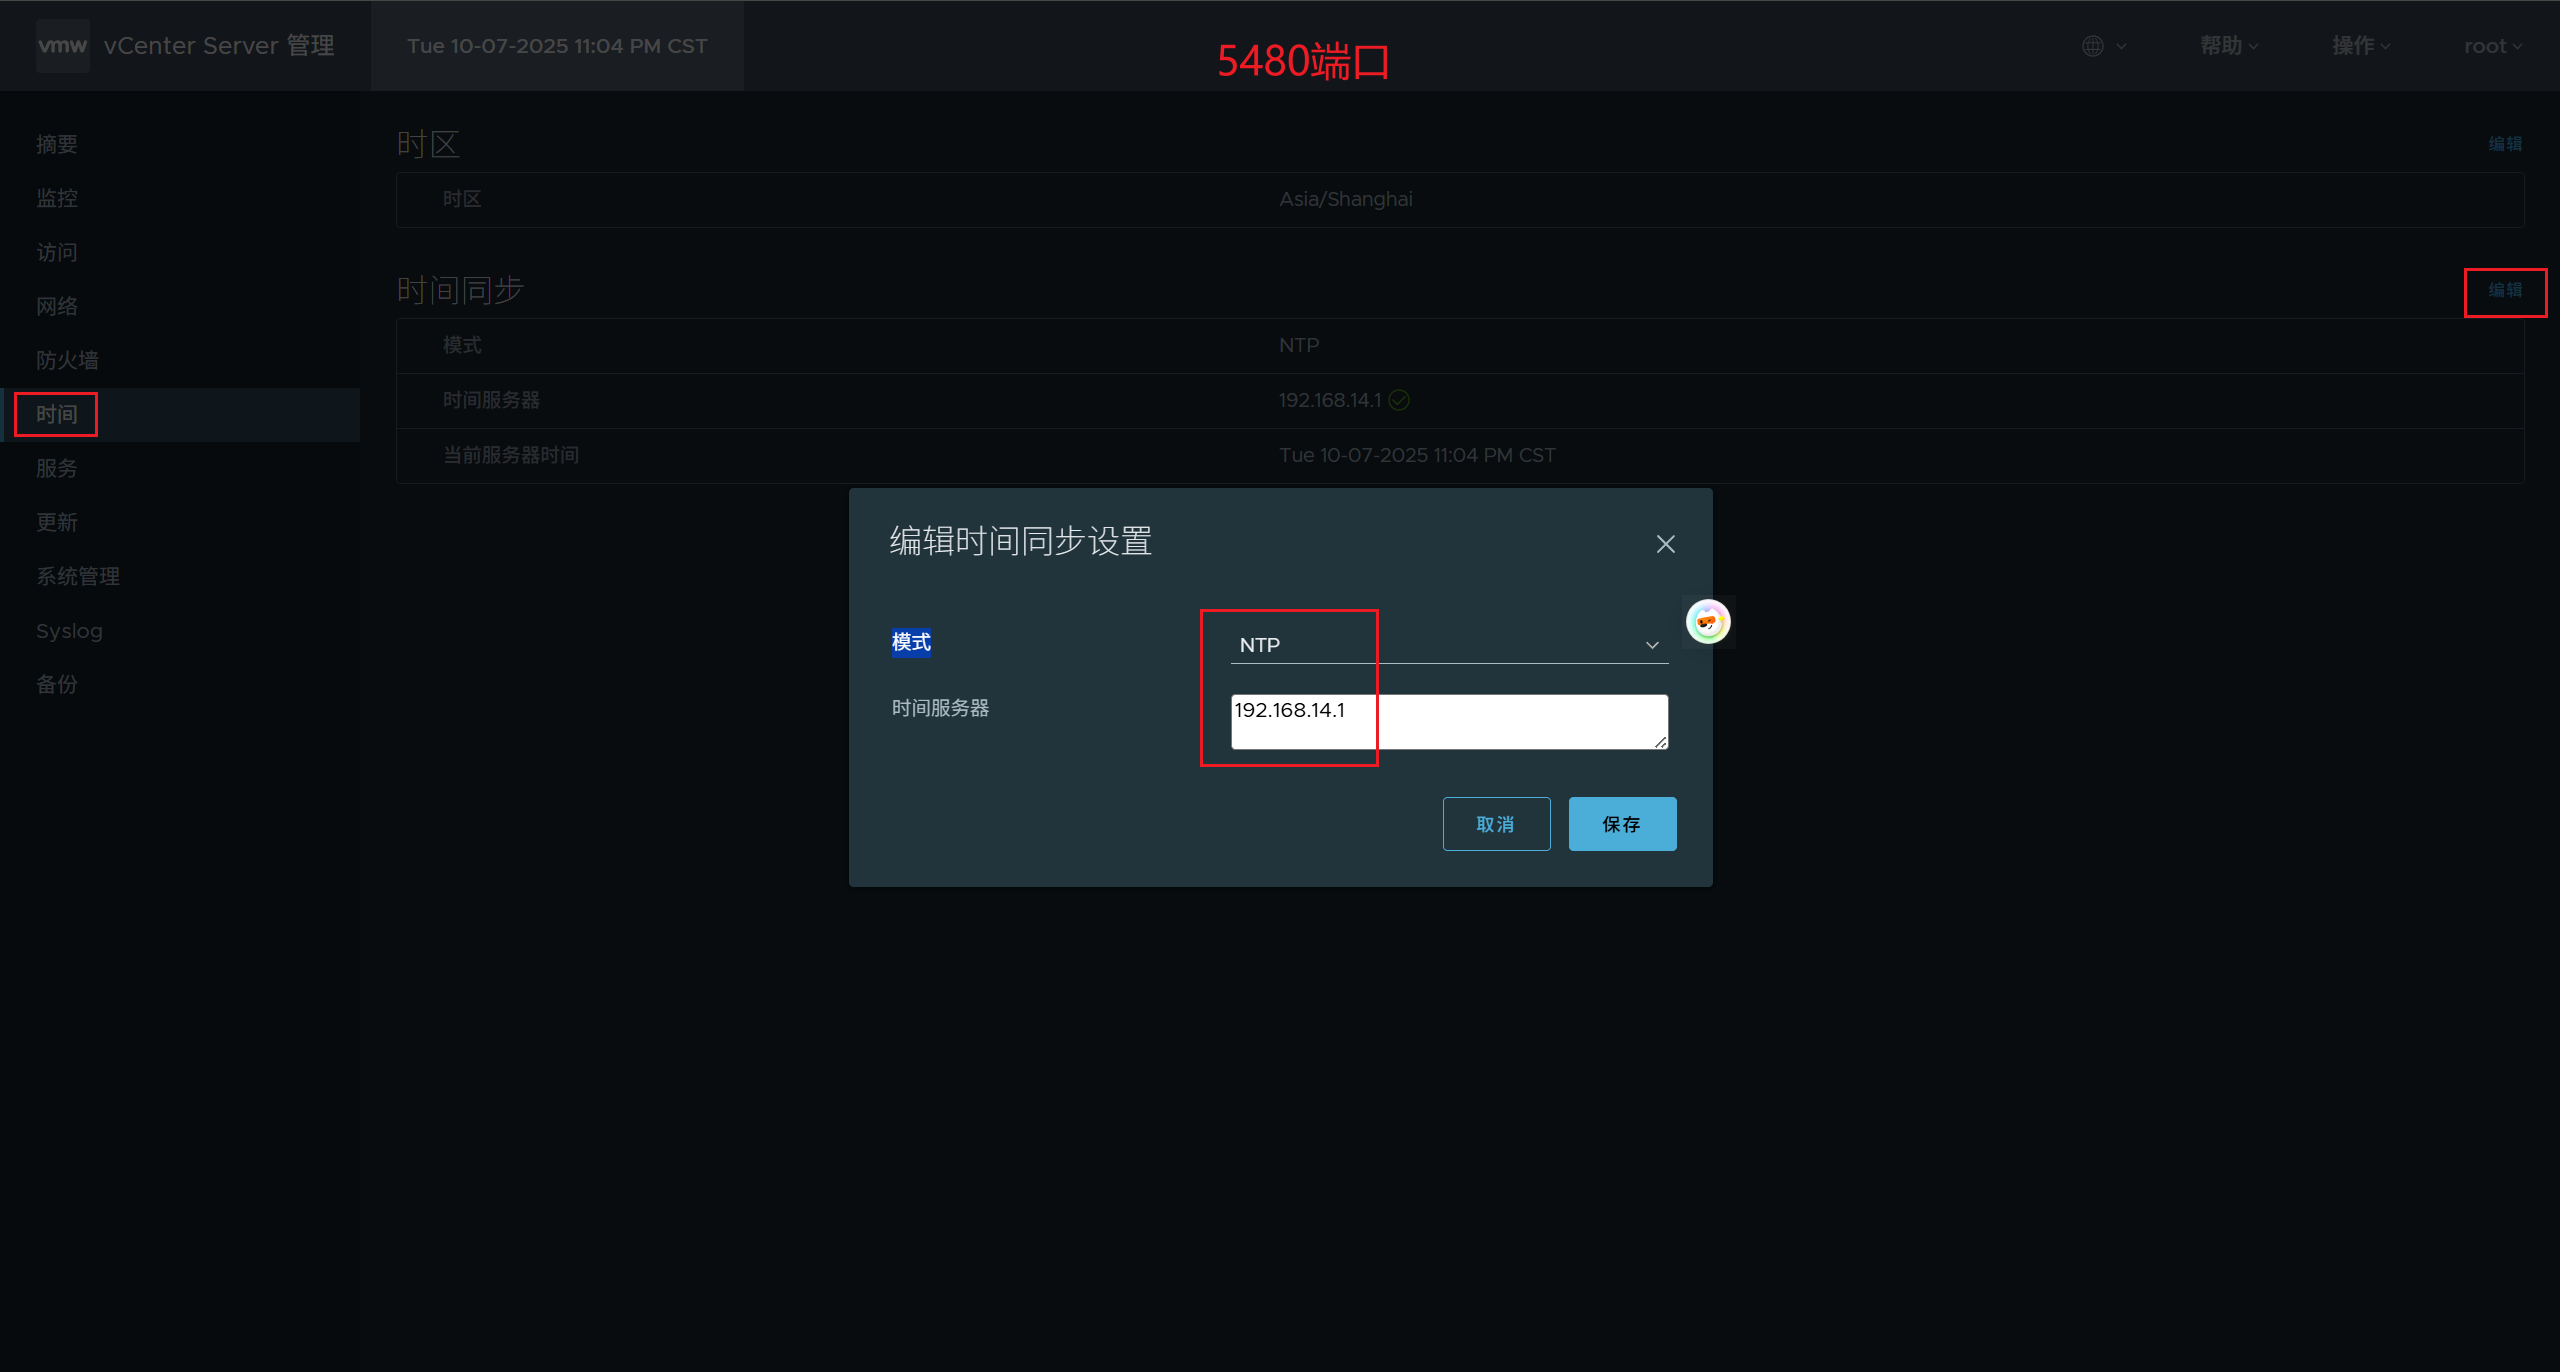 vmw vCenter Server 管理
Tue 10-07-2025 11:04 PM CST
5480端口
帮助
操作
root
摘要
监控
访问
网络
防火墙
时间
服务
更新
系统管理
Syslog
备份
时区
编辑
时区 Asia/Shanghai
时间同步
编辑
模式 NTP
时间服务器 192.168.14.1
当前服务器时间 Tue 10-07-2025 11:04 PM CST
编辑时间同步设置
模式 NTP
时间服务器 192.168.14.1
取消 保存